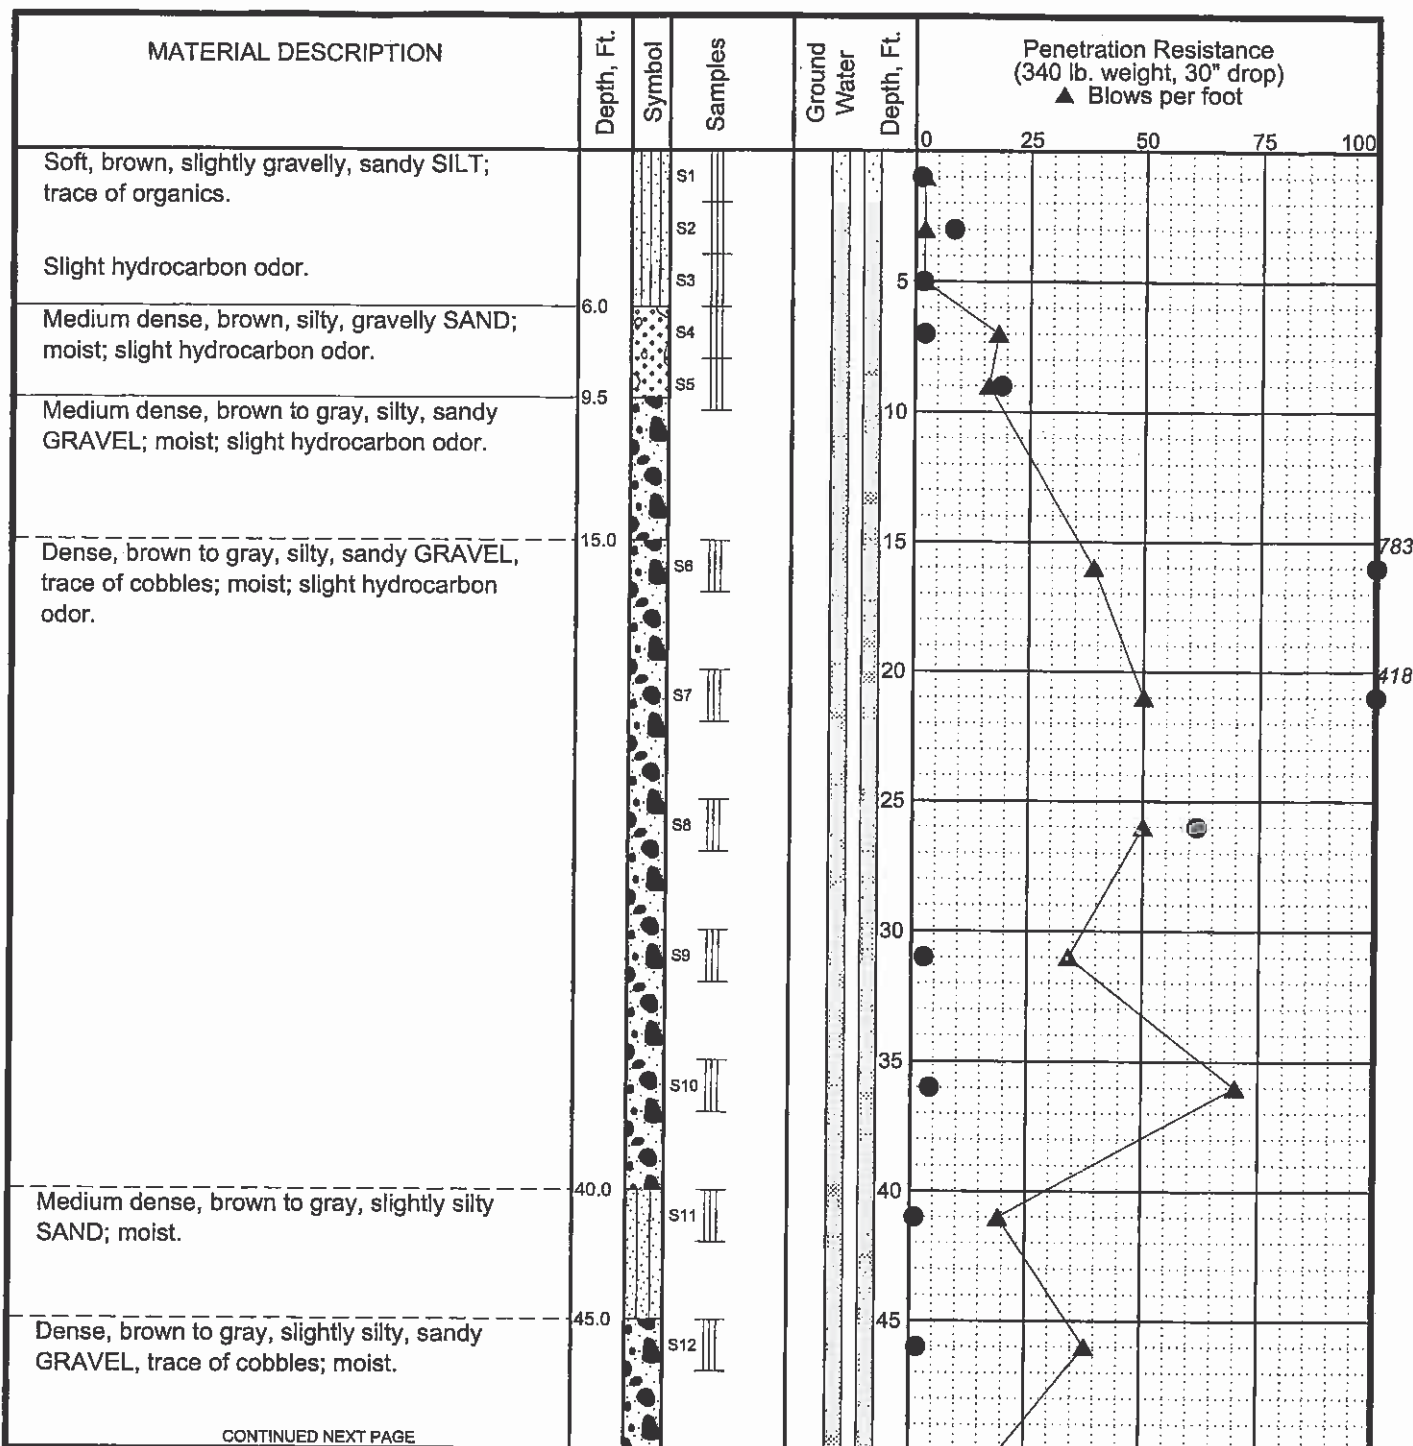 MATERIAL DESCRIPTION
Depth, Ft.
Symbol
Samples
Ground
Water
Depth, Ft.
Penetration Resistance
(340 lb. weight, 30" drop)
▲ Blows per foot
0 25 50 75 100
Soft, brown, slightly gravelly, sandy SILT;
trace of organics.
S1
S2
Slight hydrocarbon odor.
S3
5
6.0
Medium dense, brown, silty, gravelly SAND;
moist; slight hydrocarbon odor.
S4
S5
9.5
10
Medium dense, brown to gray, silty, sandy
GRAVEL; moist; slight hydrocarbon odor.
15.0
15
783
Dense, brown to gray, silty, sandy GRAVEL,
trace of cobbles; moist; slight hydrocarbon
odor.
S6
20
418
S7
25
S8
30
S9
35
S10
40.0
40
Medium dense, brown to gray, slightly silty
SAND; moist.
S11
45.0
45
Dense, brown to gray, slightly silty, sandy
GRAVEL, trace of cobbles; moist.
S12
CONTINUED NEXT PAGE